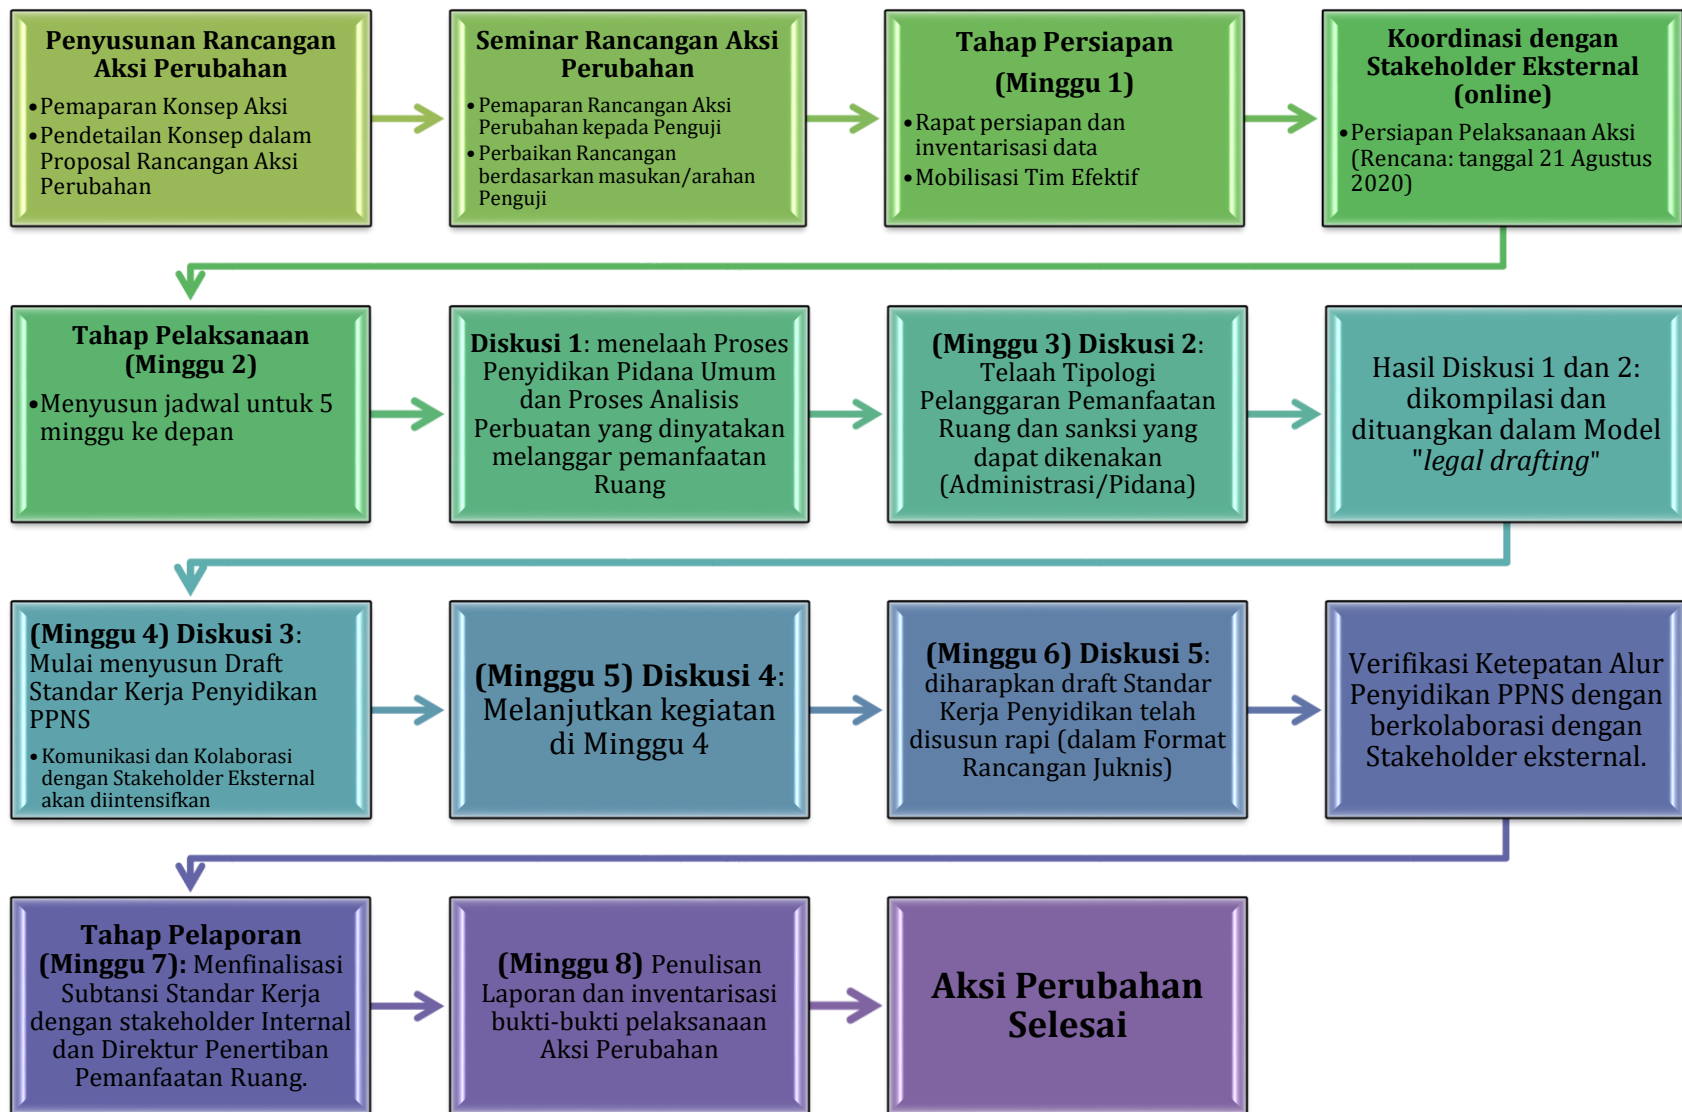 Penyusunan Rancangan
Aksi Perubahan
•Pemaparan Konsep Aksi
•Pendetailan Konsep dalam
Proposal Rancangan Aksi
Perubahan
Seminar Rancangan Aksi
Perubahan
•Pemaparan Rancangan Aksi
Perubahan kepada Penguji
•Perbaikan Rancangan
berdasarkan masukan/arahan
Penguji
Tahap Persiapan
(Minggu 1)
•Rapat persiapan dan
inventarisasi data
•Mobilisasi Tim Efektif
Koordinasi dengan
Stakeholder Eksternal
(online)
•Persiapan Pelaksanaan Aksi
(Rencana: tanggal 21 Agustus
2020)
Tahap Pelaksanaan
(Minggu 2)
•Menyusun jadwal untuk 5
minggu ke depan
Diskusi 1: menelaah Proses
Penyidikan Pidana Umum
dan Proses Analisis
Perbuatan yang dinyatakan
melanggar pemanfaatan
Ruang
(Minggu 3) Diskusi 2:
Telaah Tipologi
Pelanggaran Pemanfaatan
Ruang dan sanksi yang
dapat dikenakan
(Administrasi/Pidana)
Hasil Diskusi 1 dan 2:
dikompilasi dan
dituangkan dalam Model
"legal drafting"
(Minggu 4) Diskusi 3:
Mulai menyusun Draft
Standar Kerja Penyidikan
PPNS
•Komunikasi dan Kolaborasi
dengan Stakeholder Eksternal
akan diintensifkan
(Minggu 5) Diskusi 4:
Melanjutkan kegiatan
di Minggu 4
(Minggu 6) Diskusi 5:
diharapkan draft Standar
Kerja Penyidikan telah
disusun rapi (dalam Format
Rancangan Juknis)
Verifikasi Ketepatan Alur
Penyidikan PPNS dengan
berkolaborasi dengan
Stakeholder eksternal.
Tahap Pelaporan
(Minggu 7): Menfinalisasi
Subtansi Standar Kerja
dengan stakeholder Internal
dan Direktur Penertiban
Pemanfaatan Ruang.
(Minggu 8) Penulisan
Laporan dan inventarisasi
bukti-bukti pelaksanaan
Aksi Perubahan
Aksi Perubahan
Selesai